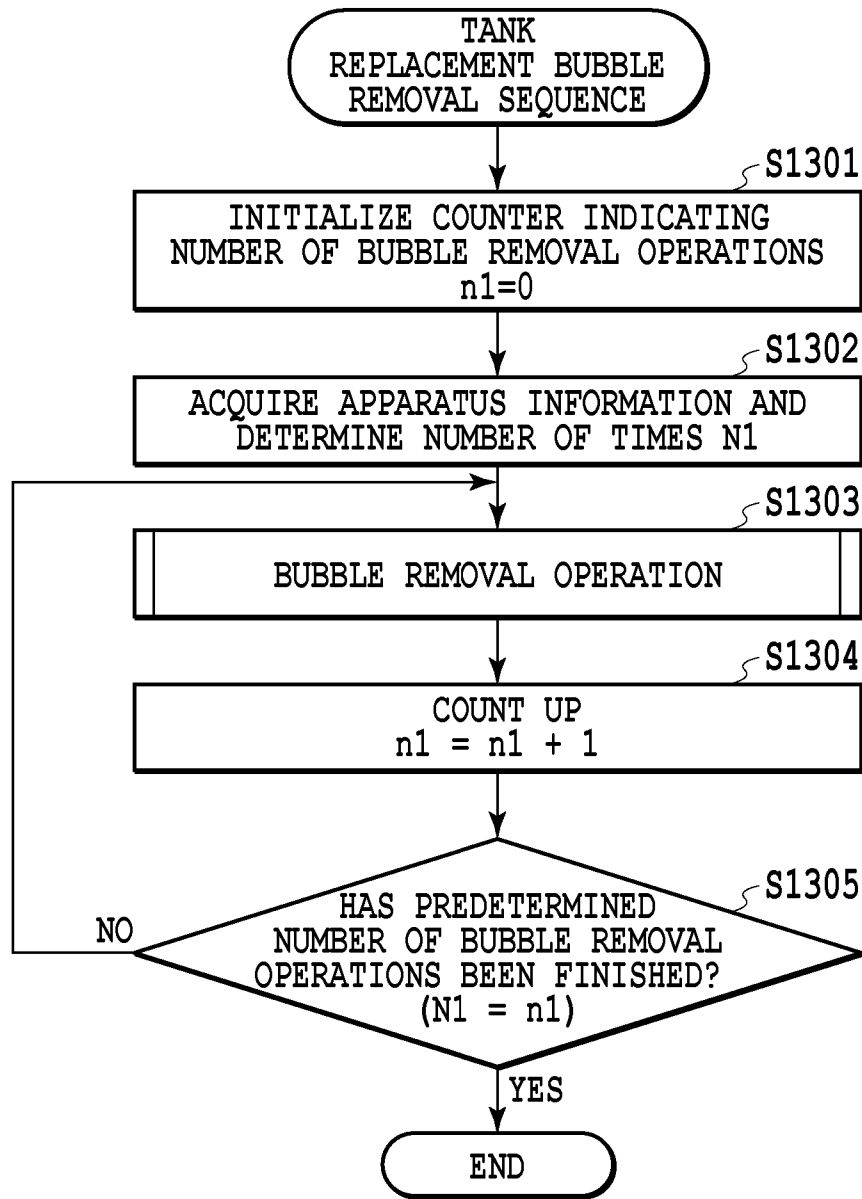 TANK
REPLACEMENT BUBBLE
REMOVAL SEQUENCE
S1301
INITIALIZE COUNTER INDICATING
NUMBER OF BUBBLE REMOVAL OPERATIONS
n1=0
S1302
ACQUIRE APPARATUS INFORMATION AND
DETERMINE NUMBER OF TIMES N1
S1303
BUBBLE REMOVAL OPERATION
S1304
COUNT UP
n1 = n1 + 1
S1305
HAS PREDETERMINED
NUMBER OF BUBBLE REMOVAL
OPERATIONS BEEN FINISHED?
(N1 = n1)
NO
YES
END